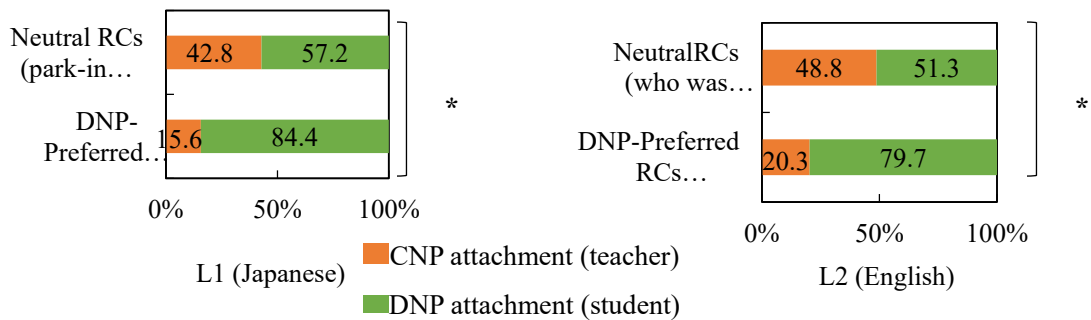 Neutral RCs
(park-in…
42.8
57.2
DNP-
Preferred…
15.6
84.4
*
0%
50%
100%
L1 (Japanese)
NeutralRCs
(who was…
48.8
51.3
DNP-Preferred
RCs…
20.3
79.7
*
0%
50%
100%
L2 (English)
CNP attachment (teacher)
DNP attachment (student)